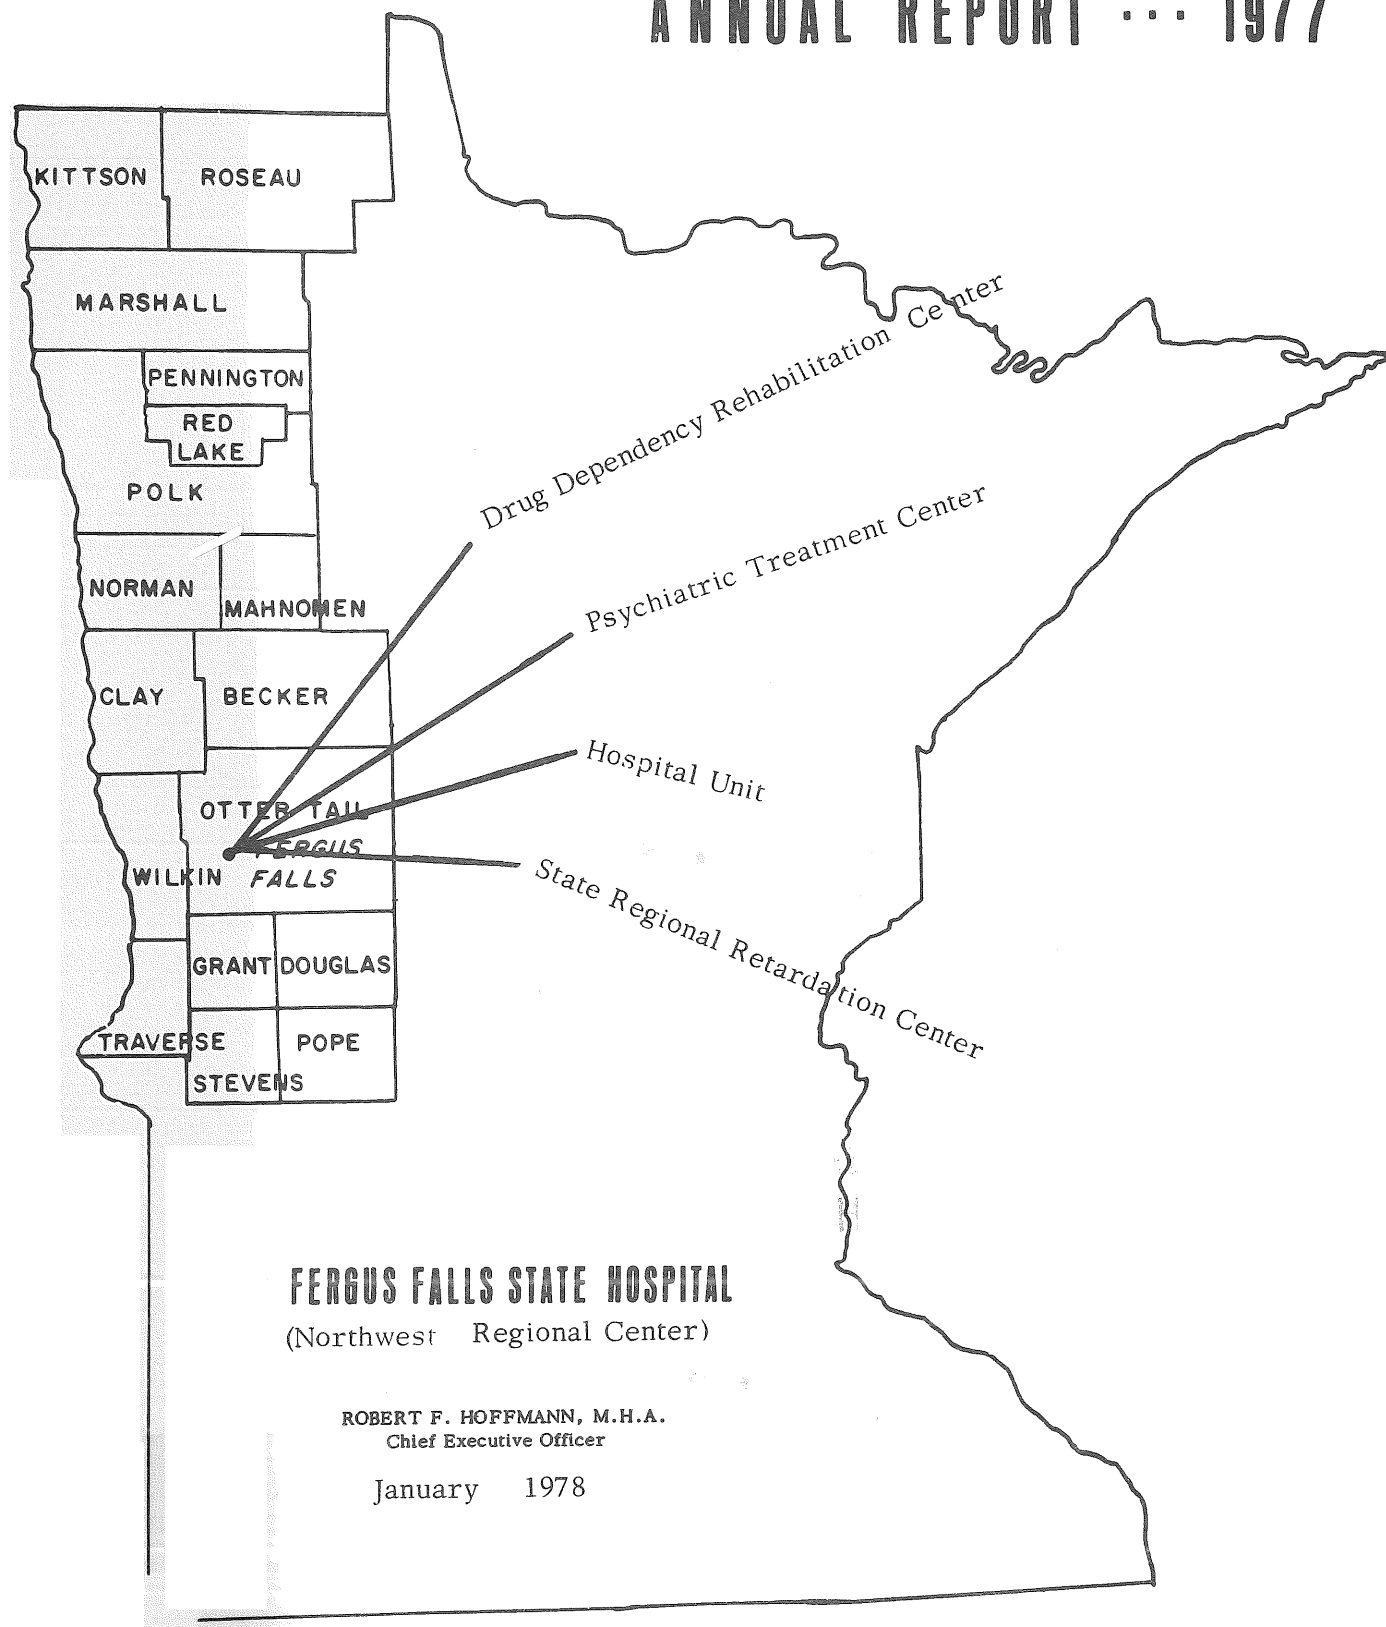 ANNUAL REPORT ... 1977
KITTSON
ROSEAU
MARSHALL
PENNINGTON
RED
LAKE
POLK
NORMAN
MAHNOMEN
CLAY
BECKER
OTTER TAIL
FERGUS
FALLS
WILKIN
GRANT
DOUGLAS
TRAVERSE
POPE
STEVENS
Drug Dependency Rehabilitation Center
Psychiatric Treatment Center
Hospital Unit
State Regional Retardation Center
FERGUS FALLS STATE HOSPITAL
(Northwest Regional Center)
ROBERT F. HOFFMANN, M.H.A.
Chief Executive Officer
January 1978